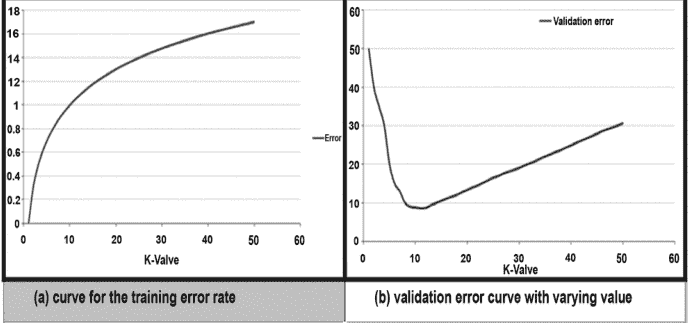 18
16
14
12
1
0.8
0.6
0.4
0.2
0
0 10 20 30 40 50 60
K-Valve
Error
60
50
40
30
20
10
0
0 10 20 30 40 50 60
K-Valve
Validation error
(a) curve for the training error rate
(b) validation error curve with varying value